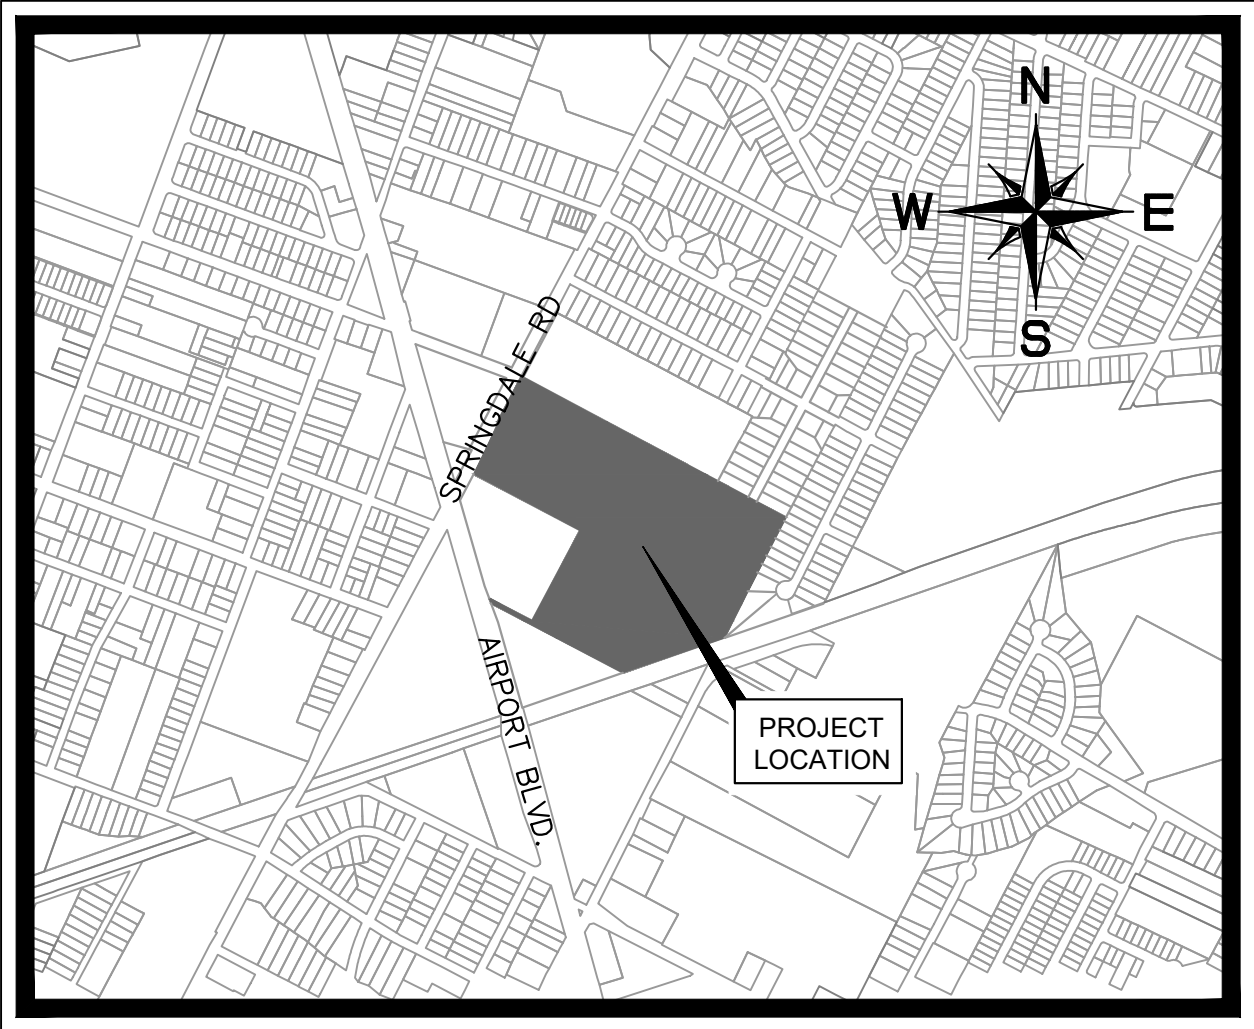 N
W
E
S
SPRINGDALE RD
AIRPORT BLVD.
PROJECT
LOCATION